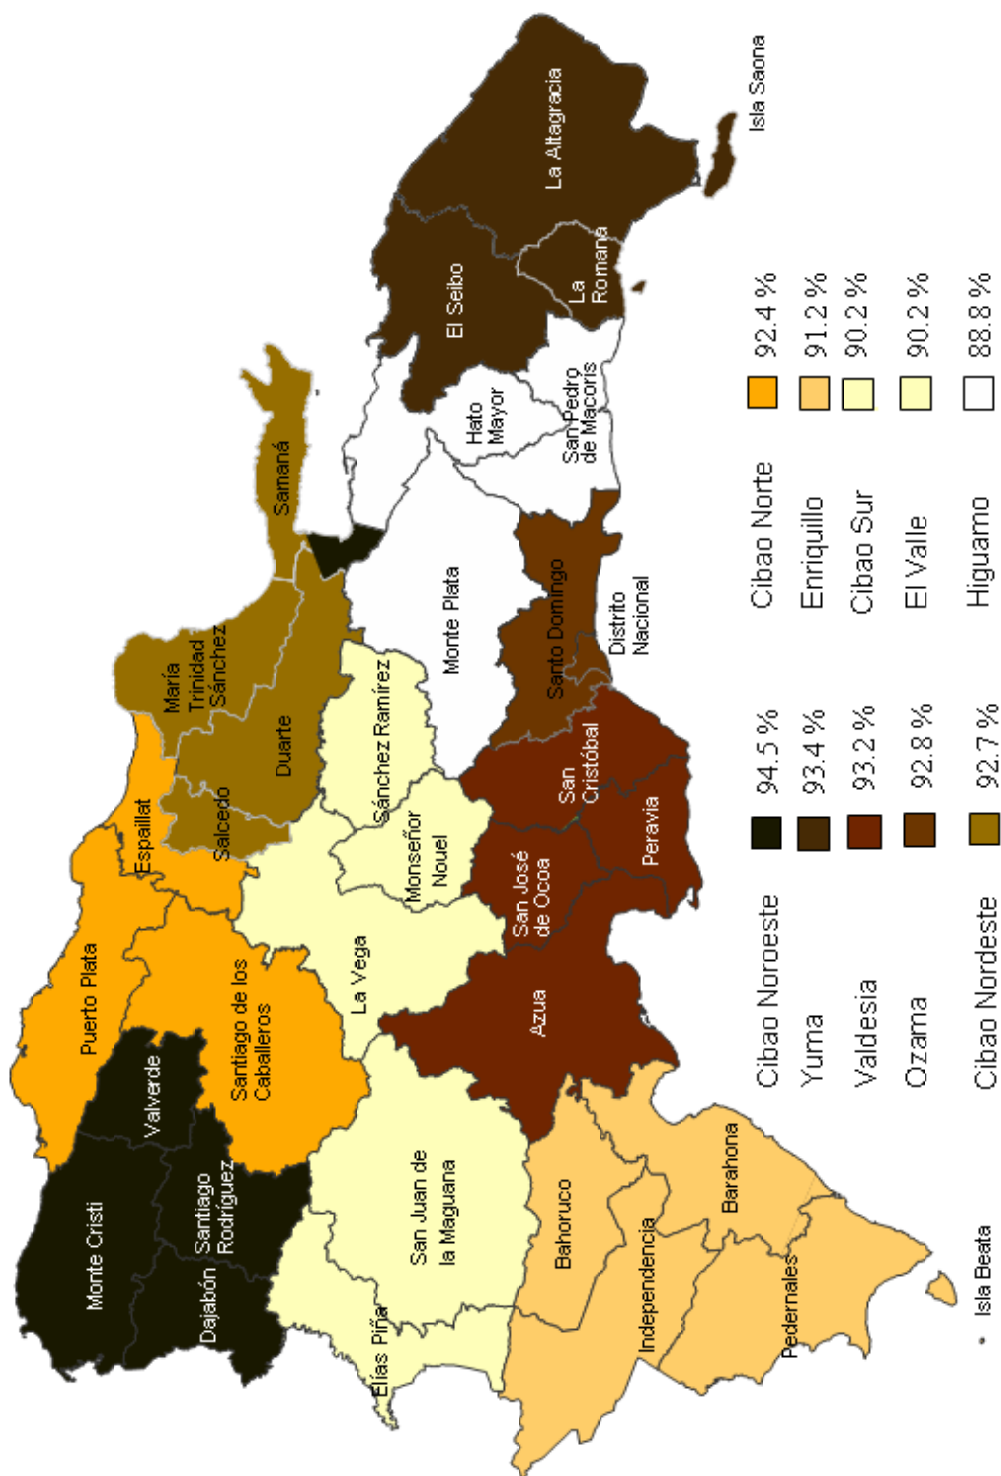 Puerto Plata
Espaillat
María
Trinidad
Sánchez
Monte Cristi
Valverde
Santiago de los
Caballeros
Salcedo
Duarte
Samaná
Dajabón
Santiago
Rodríguez
La Vega
Sánchez Ramírez
Monseñor
Nouel
Elías Piña
San Juan de
la Maguana
Monte Plata
Hato
Mayor
El Seibo
La Altagracia
La
Romana
San Pedro
de Macoris
Santo Domingo
Distrito
Nacional
San
Cristóbal
San José
de Ocoa
Peravia
Azua
Bahoruco
Independencia
Barahona
Pedernales
Isla Beata
Isla Saona
Cibao Noroeste 94.5 %
Yuma 93.4 %
Valdesia 93.2 %
Ozama 92.8 %
Cibao Nordeste 92.7 %
Cibao Norte 92.4 %
Enriquillo 91.2 %
Cibao Sur 90.2 %
El Valle 90.2 %
Higuamo 88.8 %